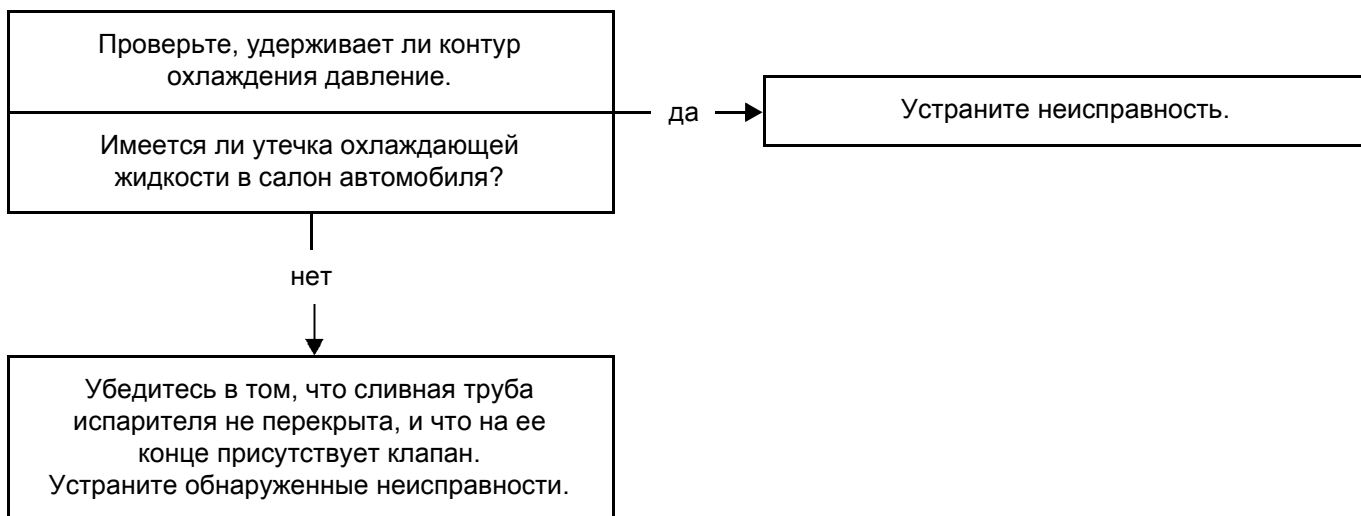 Проверьте, удерживает ли контур
охлаждения давление.
Имеется ли утечка охлаждающей
жидкости в салон автомобиля?
да
Устраните неисправность.
нет
Убедитесь в том, что сливная труба
испарителя не перекрыта, и что на ее
конце присутствует клапан.
Устраните обнаруженные неисправности.